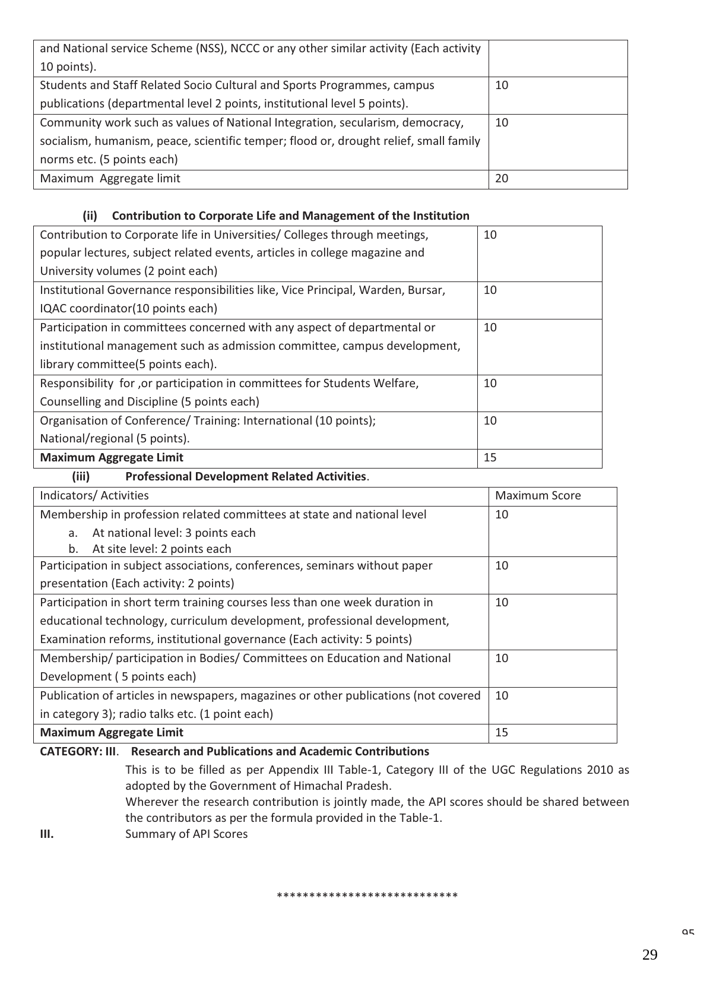 and National service Scheme (NSS), NCCC or any other similar activity (Each activity
10 points).
Students and Staff Related Socio Cultural and Sports Programmes, campus 10
publications (departmental level 2 points, institutional level 5 points).
Community work such as values of National Integration, secularism, democracy, 10
socialism, humanism, peace, scientific temper; flood or, drought relief, small family
norms etc. (5 points each)
Maximum Aggregate limit 20
(ii) Contribution to Corporate Life and Management of the Institution
Contribution to Corporate life in Universities/ Colleges through meetings, 10
popular lectures, subject related events, articles in college magazine and
University volumes (2 point each)
Institutional Governance responsibilities like, Vice Principal, Warden, Bursar, 10
IQAC coordinator(10 points each)
Participation in committees concerned with any aspect of departmental or 10
institutional management such as admission committee, campus development,
library committee(5 points each).
Responsibility for ,or participation in committees for Students Welfare, 10
Counselling and Discipline (5 points each)
Organisation of Conference/ Training: International (10 points); 10
National/regional (5 points).
Maximum Aggregate Limit 15
(iii) Professional Development Related Activities.
Indicators/ Activities Maximum Score
Membership in profession related committees at state and national level 10
a. At national level: 3 points each
b. At site level: 2 points each
Participation in subject associations, conferences, seminars without paper 10
presentation (Each activity: 2 points)
Participation in short term training courses less than one week duration in 10
educational technology, curriculum development, professional development,
Examination reforms, institutional governance (Each activity: 5 points)
Membership/ participation in Bodies/ Committees on Education and National 10
Development ( 5 points each)
Publication of articles in newspapers, magazines or other publications (not covered 10
in category 3); radio talks etc. (1 point each)
Maximum Aggregate Limit 15
CATEGORY: III. Research and Publications and Academic Contributions
This is to be filled as per Appendix III Table-1, Category III of the UGC Regulations 2010 as
adopted by the Government of Himachal Pradesh.
Wherever the research contribution is jointly made, the API scores should be shared between
the contributors as per the formula provided in the Table-1.
III. Summary of API Scores
****************************
95
29